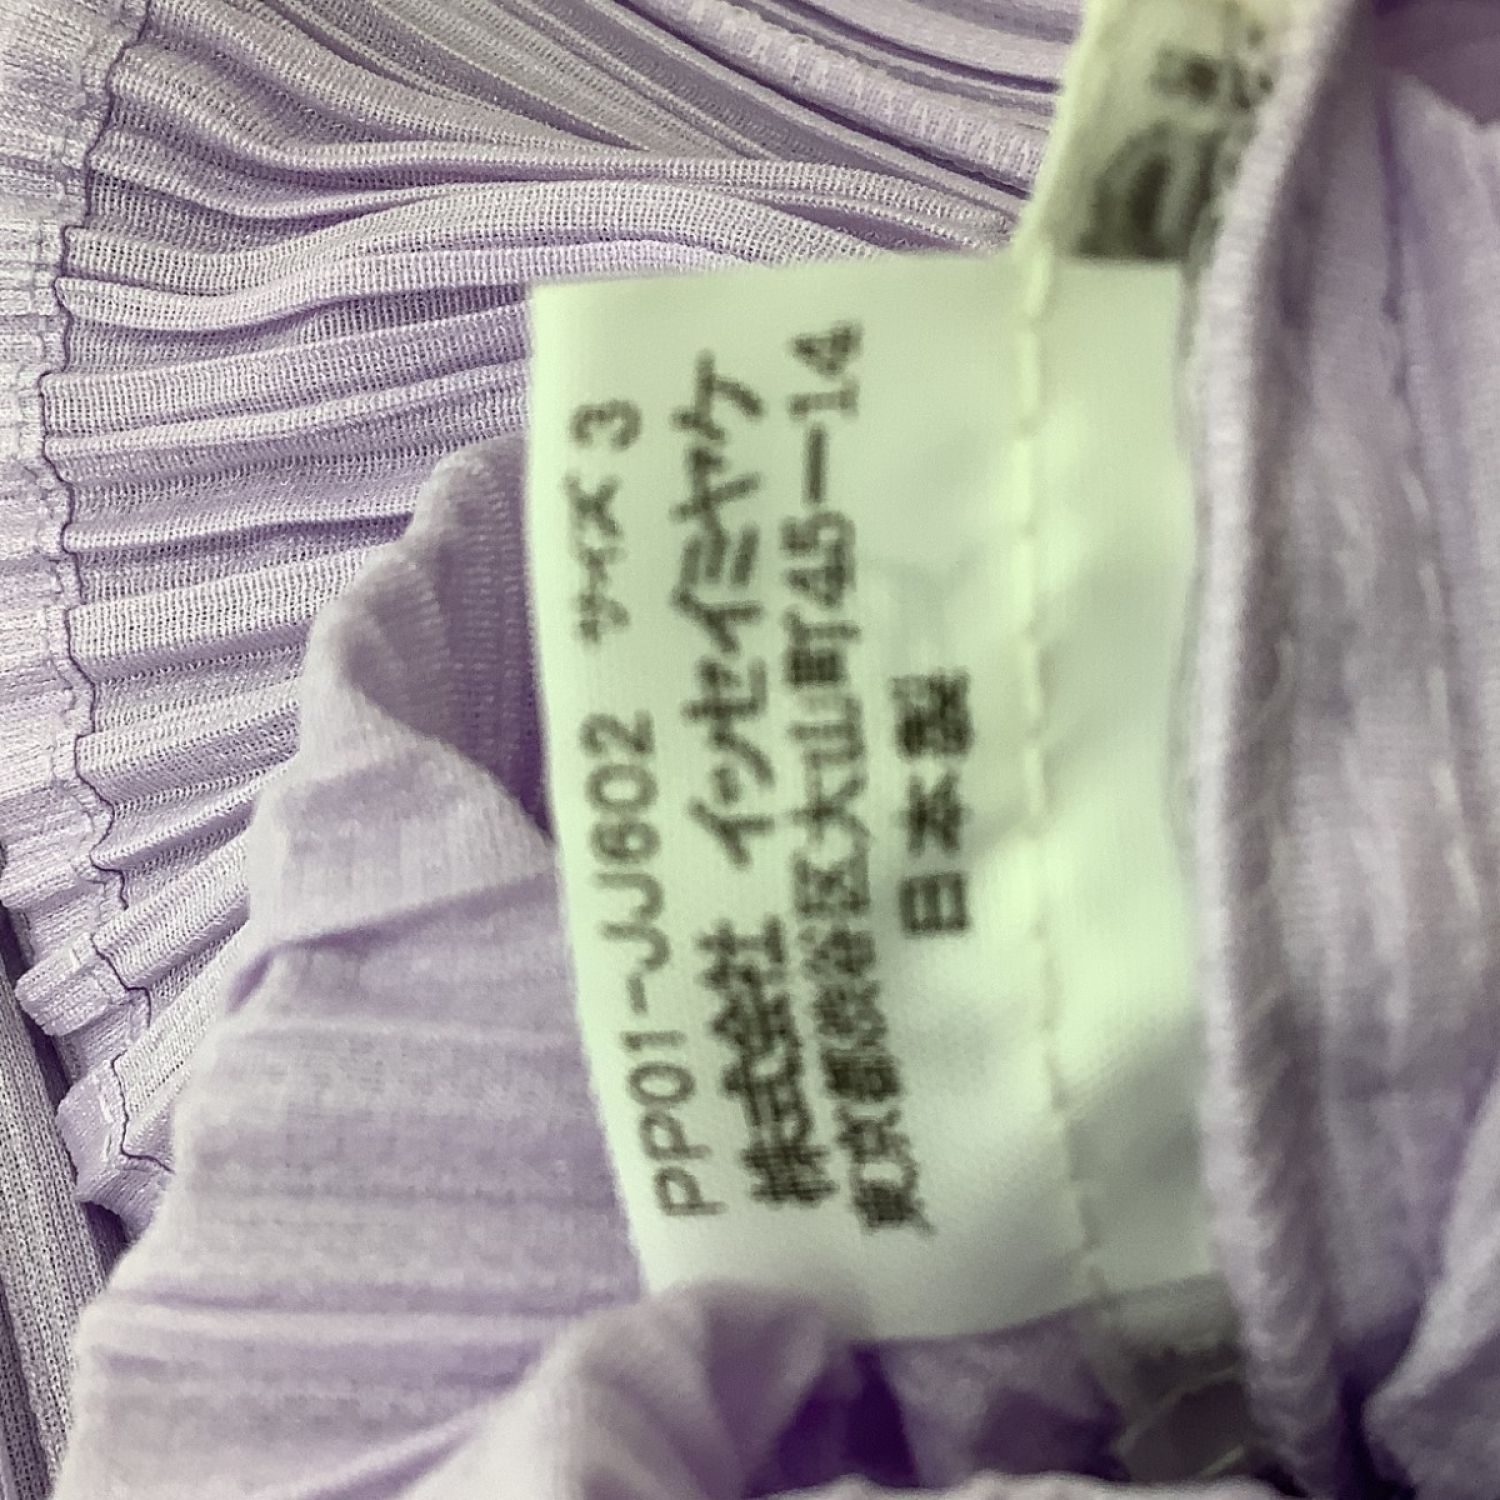 PP01-JJ602 サイズ 3
株式会社 イッセイミヤケ
東京都渋谷区大山町45-14
日本製